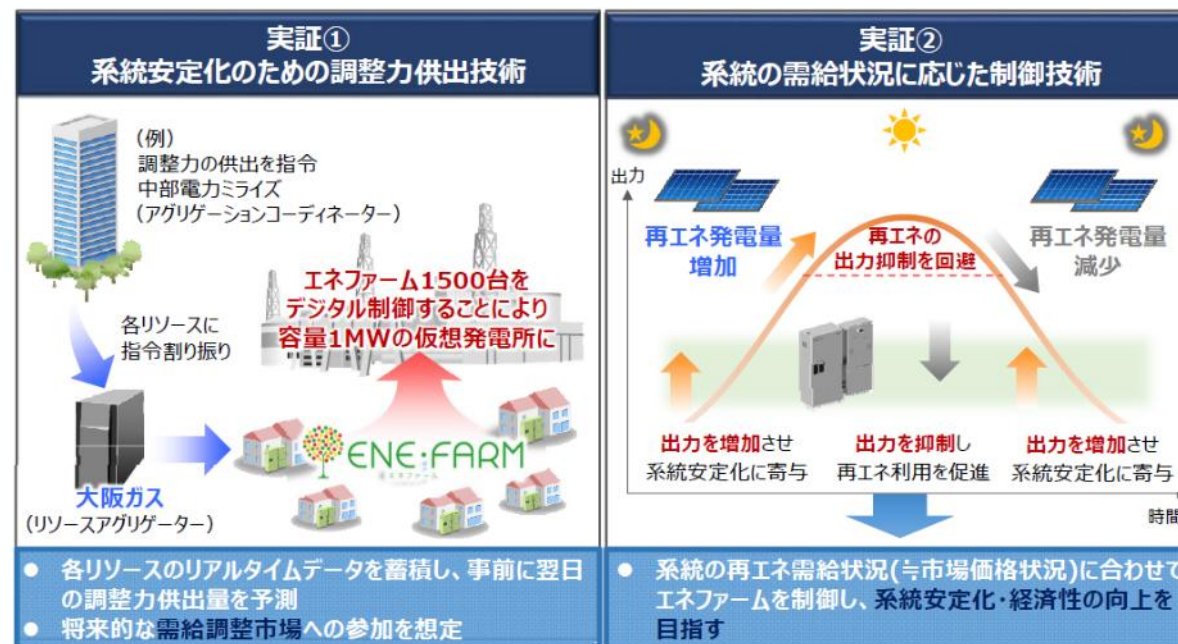 実証①
系統安定化のための調整力供出技術
(例)
調整力の供出を指令
中部電力ミライズ
(アグリゲーションコーディネーター)
各リソースに
指令割り振り
エネファーム1500台を
デジタル制御することにより
容量1MWの仮想発電所に
ENE・FARM
大阪ガス
(リソースアグリゲーター)
● 各リソースのリアルタイムデータを蓄積し、事前に翌日
の調整力供出量を予測
● 将来的な需給調整市場への参加を想定
実証②
系統の需給状況に応じた制御技術
出力
再エネ発電量
増加
再エネの
出力抑制を回避
再エネ発電量
減少
出力を増加させ
系統安定化に寄与
出力を抑制し
再エネ利用を促進
出力を増加させ
系統安定化に寄与
時間
● 系統の再エネ需給状況(≒市場価格状況)に合わせて
エネファームを制御し、系統安定化・経済性の向上を
目指す